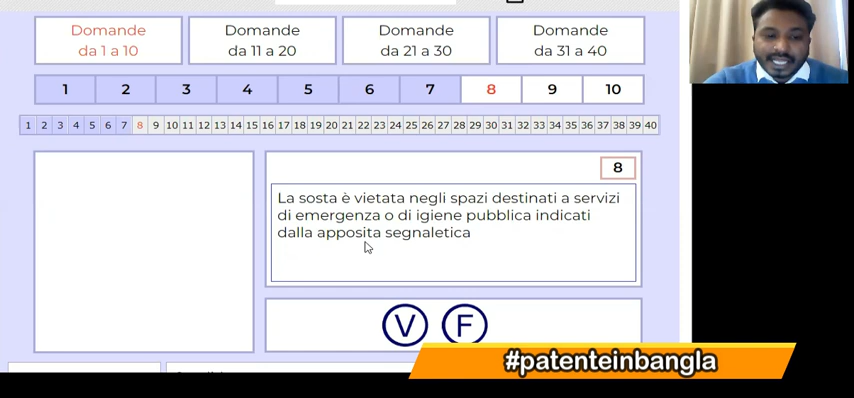 Domande
da 1 a 10
Domande
da 11 a 20
Domande
da 21 a 30
Domande
da 31 a 40
1 2 3 4 5 6 7 8 9 10
1 2 3 4 5 6 7 8 9 10 11 12 13 14 15 16 17 18 19 20 21 22 23 24 25 26 27 28 29 30 31 32 33 34 35 36 37 38 39 40
8
La sosta è vietata negli spazi destinati a servizi
di emergenza o di igiene pubblica indicati
dalla apposita segnaletica
V F
#patenteinbangla